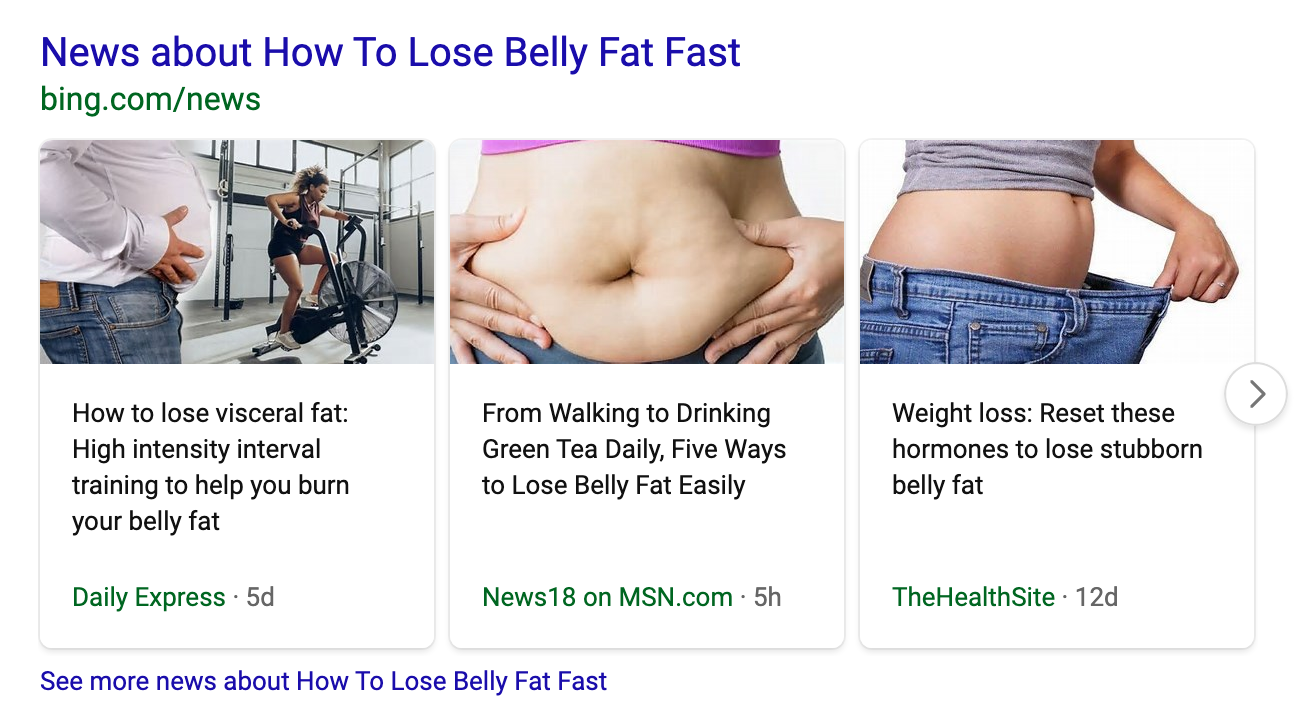 News about How To Lose Belly Fat Fast
bing.com/news
How to lose visceral fat:
High intensity interval
training to help you burn
your belly fat
Daily Express · 5d
From Walking to Drinking
Green Tea Daily, Five Ways
to Lose Belly Fat Easily
News18 on MSN.com · 5h
Weight loss: Reset these
hormones to lose stubborn
belly fat
TheHealthSite · 12d
See more news about How To Lose Belly Fat Fast